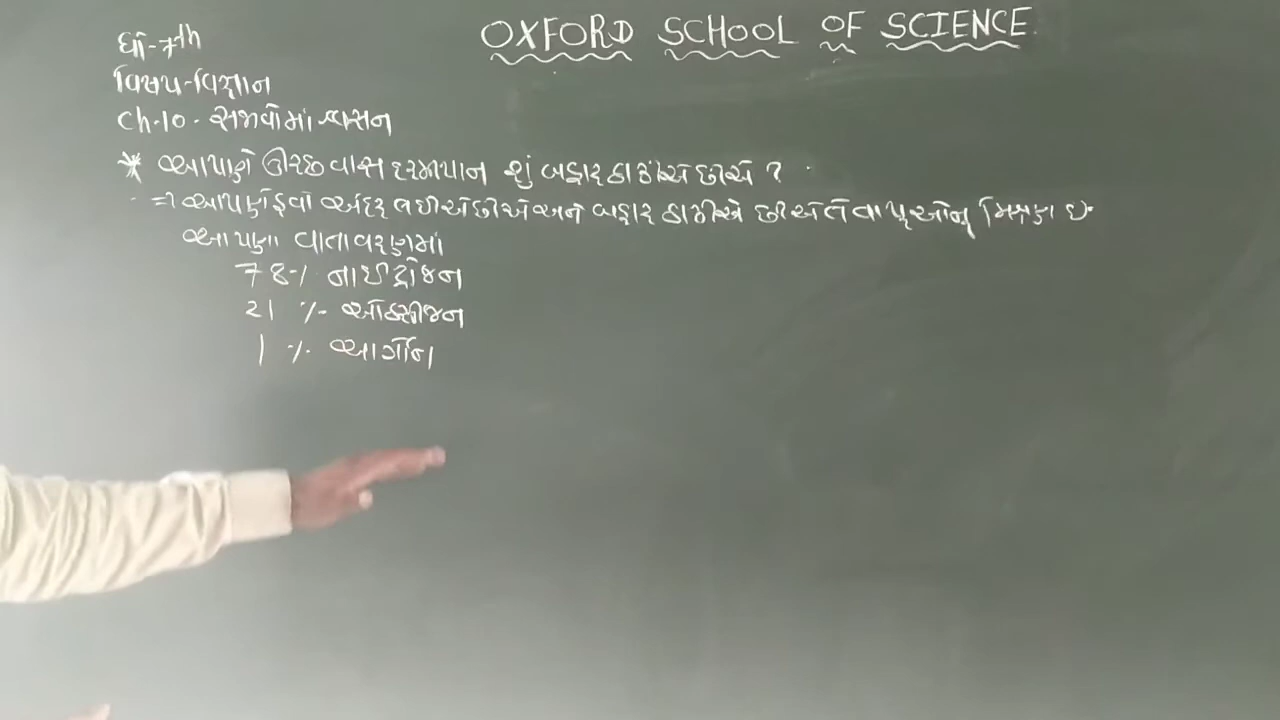 OXFORD SCHOOL OF SCIENCE
ધો-7th
વિષય-વિજ્ઞાન
Ch-10. સજીવોમાં શ્વસન
* આપણે ઉચ્છવાસ દરમ્યાન શું બહાર કાઢીએ છીએ ?
=> આપણે હવા અંદર લઈએ છીએ અને બહાર કાઢીએ છીએ તે વાયુઓનું મિશ્રણ છે.
આપણા વાતાવરણમાં
78% નાઈટ્રોજન
21 % ઑક્સીજન
1 % આર્ગોન